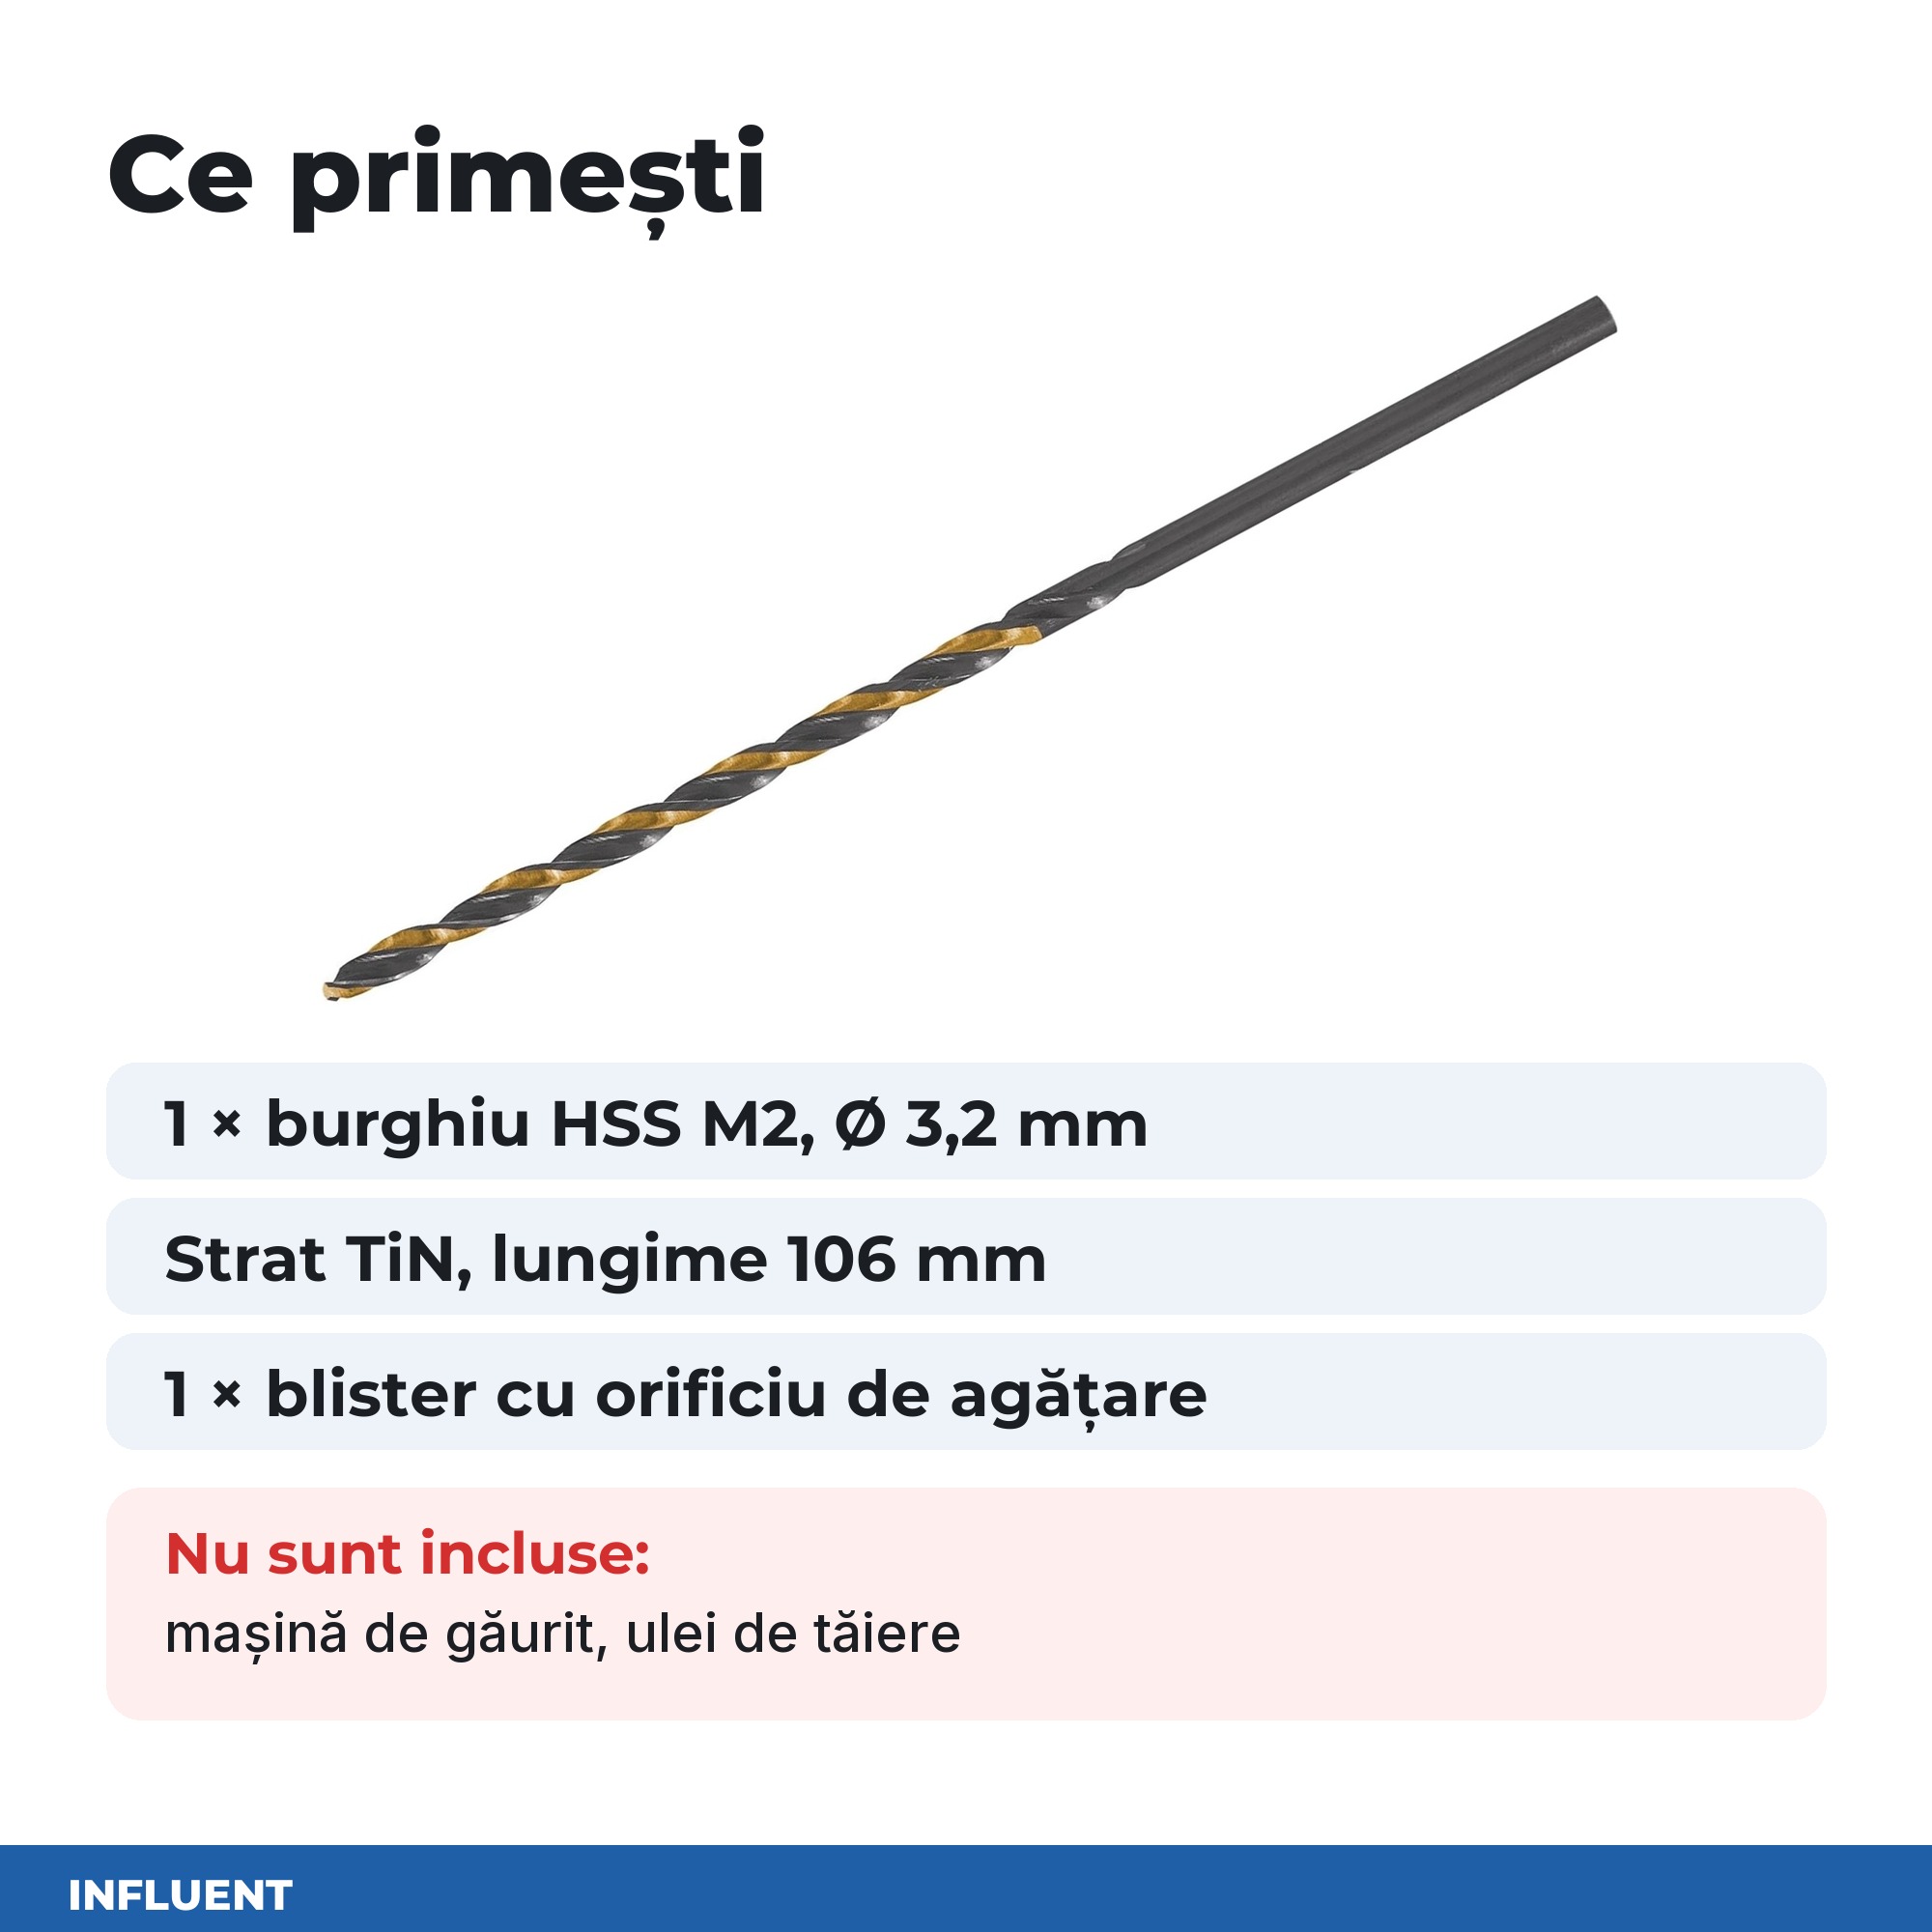 Ce primești
1 × burghiu HSS M2, Ø 3,2 mm
Strat TiN, lungime 106 mm
1 × blister cu orificiu de agățare
Nu sunt incluse:
mașină de găurit, ulei de tăiere
INFLUENT